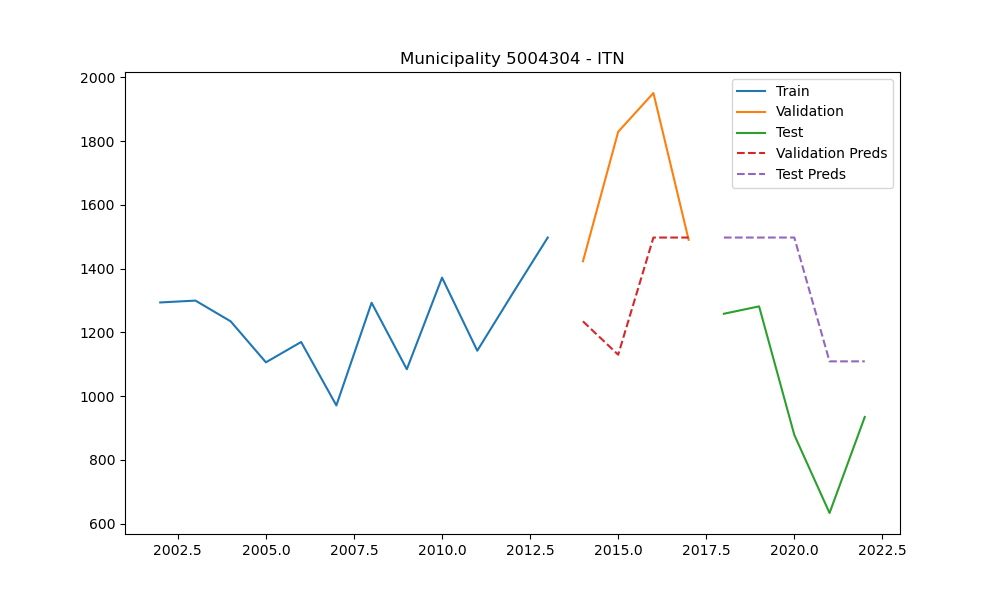 Municipality 5004304 - ITN
2000
1800
1600
1400
1200
1000
800
600
Train
Validation
Test
Validation Preds
Test Preds
2002.5 2005.0 2007.5 2010.0 2012.5 2015.0 2017.5 2020.0 2022.5